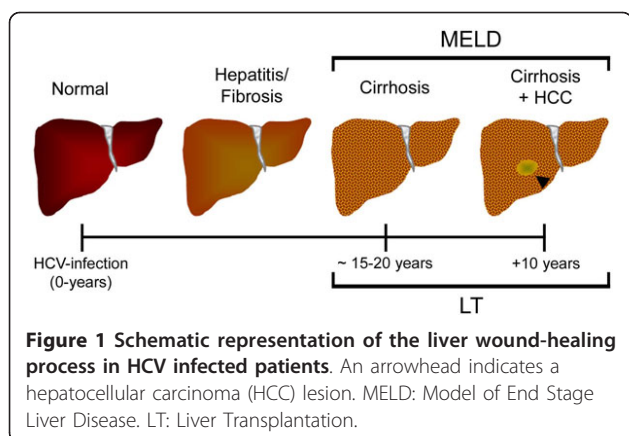 MELD
Normal
Hepatitis/
Fibrosis
Cirrhosis
Cirrhosis
+ HCC
HCV-infection
(0-years)
~ 15-20 years
+10 years
LT
Figure 1 Schematic representation of the liver wound-healing
process in HCV infected patients. An arrowhead indicates a
hepatocellular carcinoma (HCC) lesion. MELD: Model of End Stage
Liver Disease. LT: Liver Transplantation.